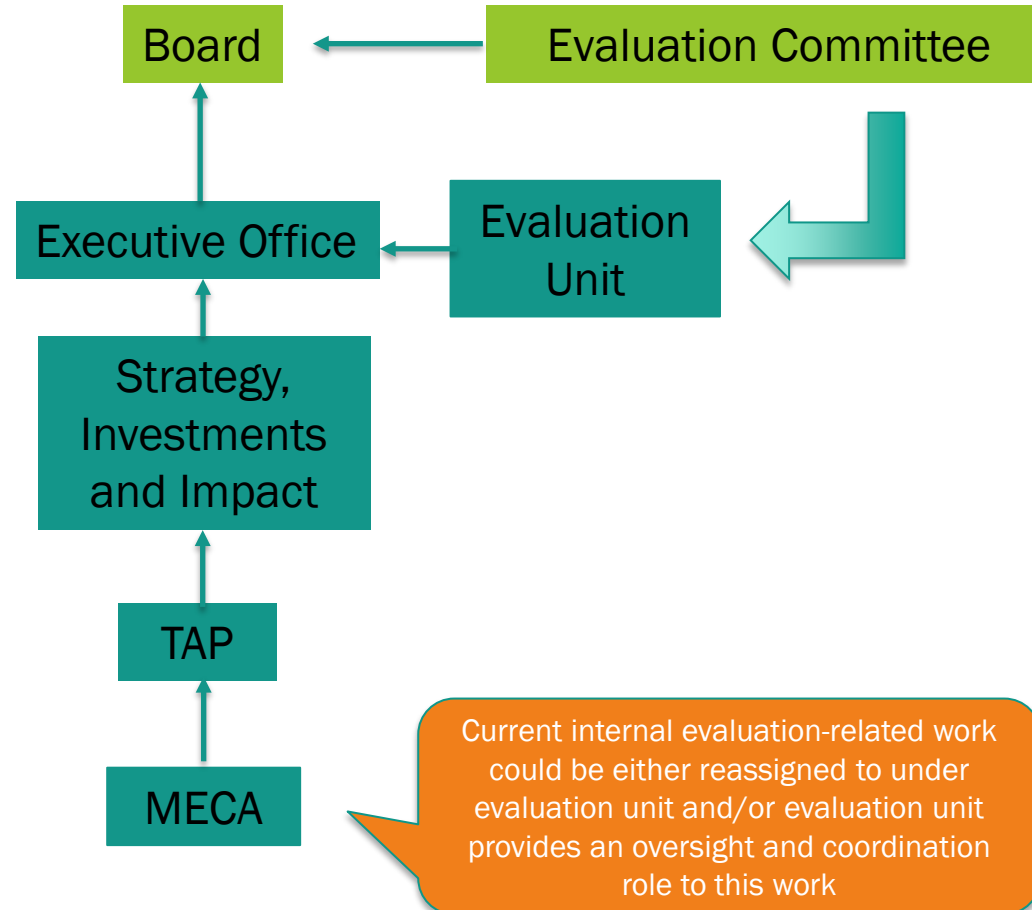 Board
Evaluation Committee
Executive Office
Evaluation
Unit
Strategy,
Investments
and Impact
TAP
MECA
Current internal evaluation-related work
could be either reassigned to under
evaluation unit and/or evaluation unit
provides an oversight and coordination
role to this work